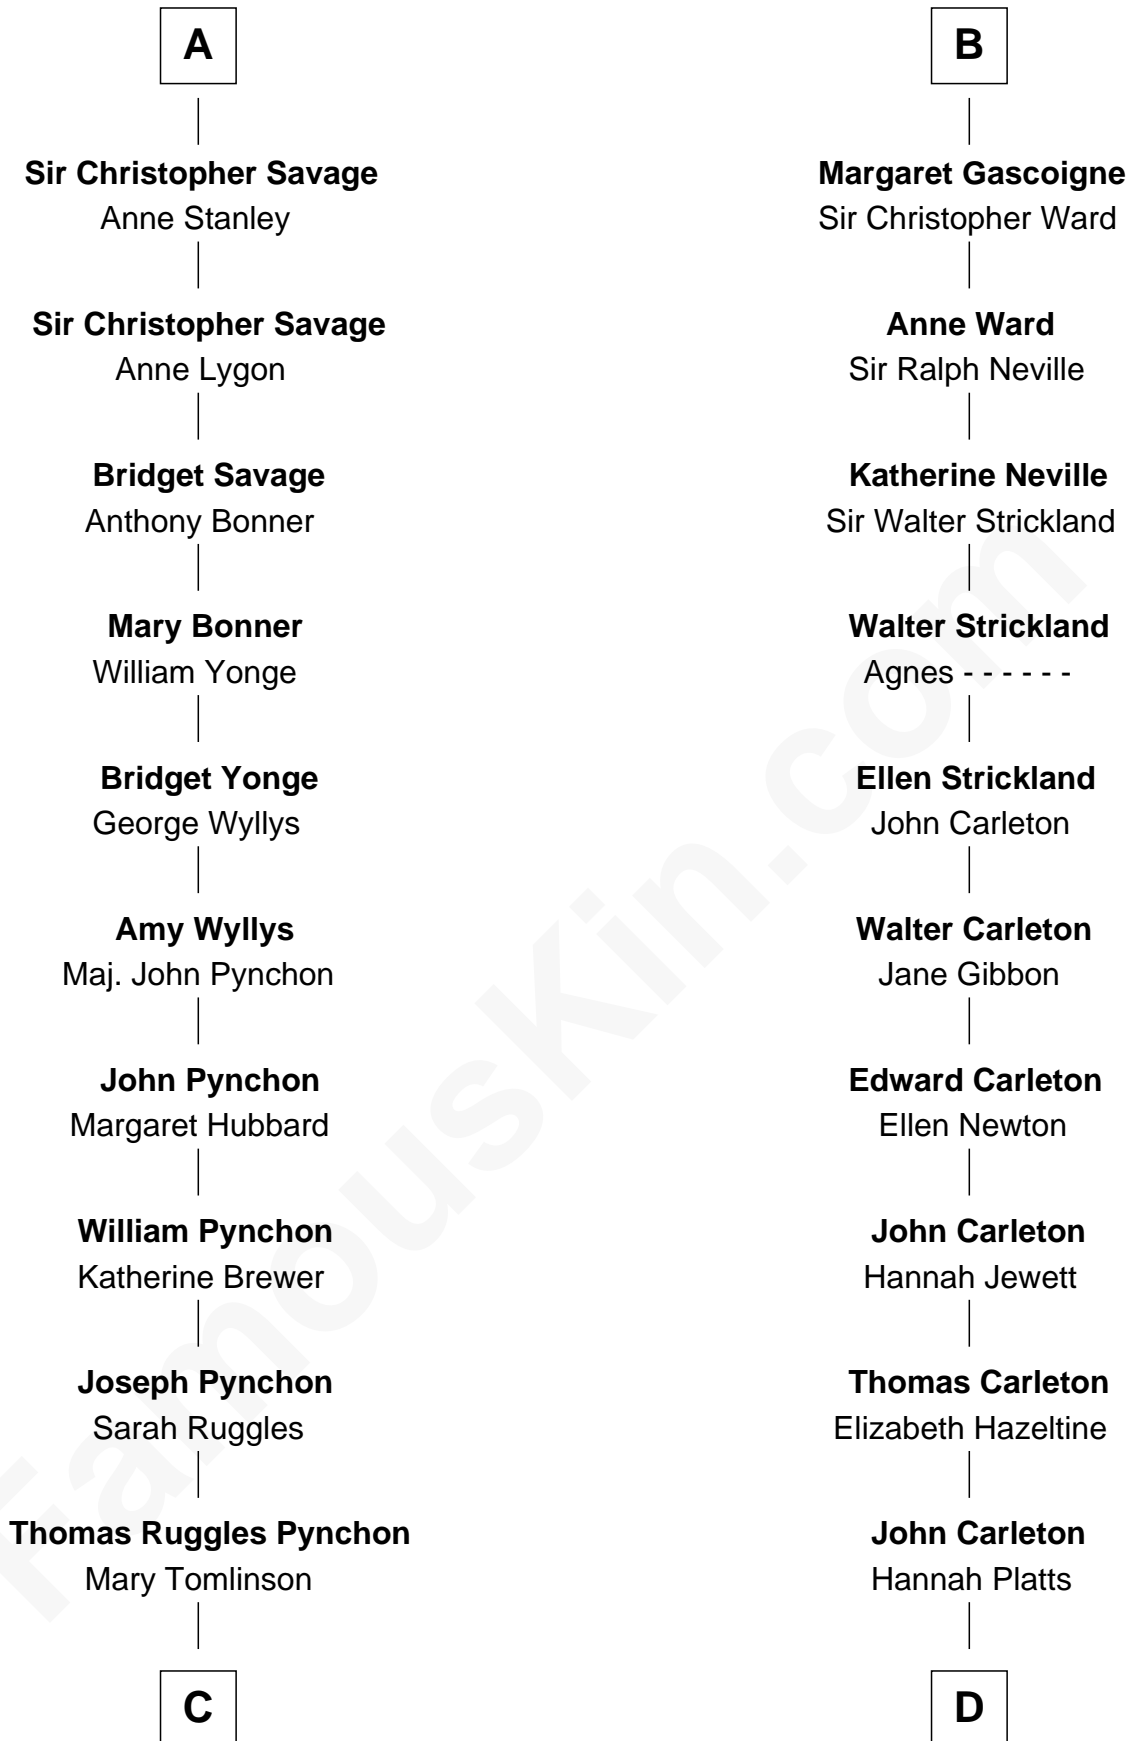 A
Sir Christopher Savage
Anne Stanley
Sir Christopher Savage
Anne Lygon
Bridget Savage
Anthony Bonner
Mary Bonner
William Yonge
Bridget Yonge
George Wyllys
Amy Wyllys
Maj. John Pynchon
John Pynchon
Margaret Hubbard
William Pynchon
Katherine Brewer
Joseph Pynchon
Sarah Ruggles
Thomas Ruggles Pynchon
Mary Tomlinson
C
B
Margaret Gascoigne
Sir Christopher Ward
Anne Ward
Sir Ralph Neville
Katherine Neville
Sir Walter Strickland
Walter Strickland
Agnes - - - - - -
Ellen Strickland
John Carleton
Walter Carleton
Jane Gibbon
Edward Carleton
Ellen Newton
John Carleton
Hannah Jewett
Thomas Carleton
Elizabeth Hazeltine
John Carleton
Hannah Platts
D
FamousKin.com